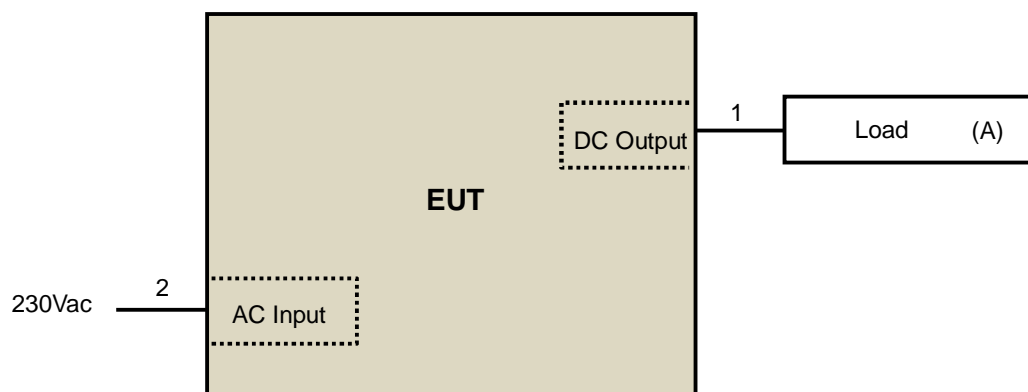 1
Load (A)
DC Output
EUT
2
230Vac
AC Input